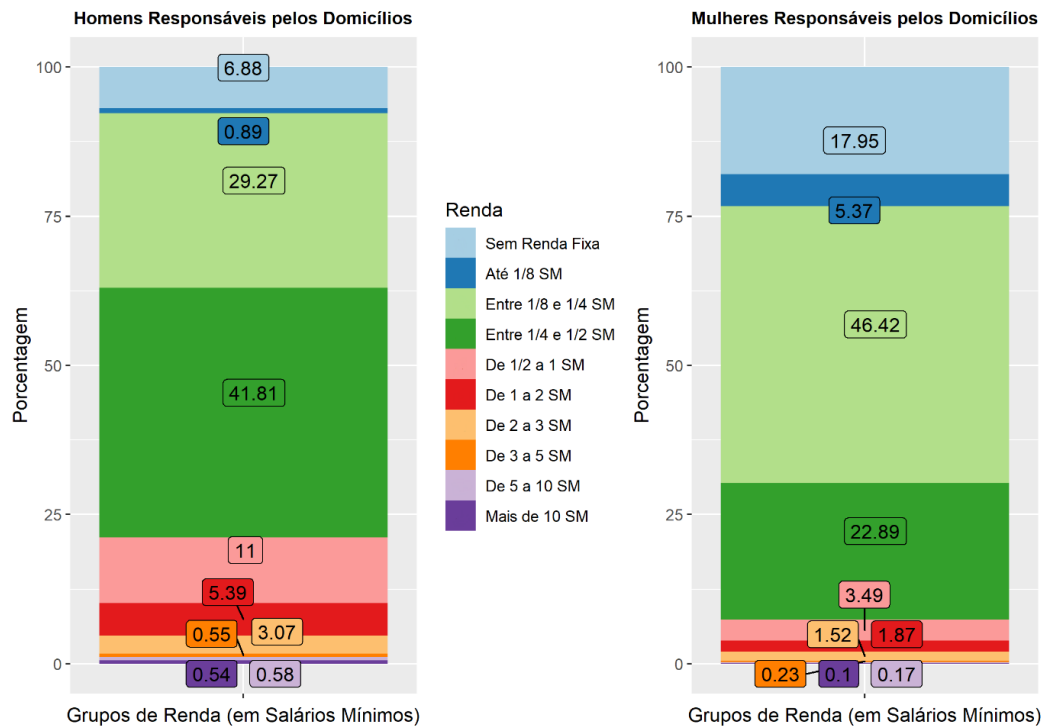 Homens Responsáveis pelos Domicílios
Porcentagem
100
75
50
25
0
6.88
0.89
29.27
41.81
11
5.39
0.55
3.07
0.54
0.58
Grupos de Renda (em Salários Mínimos)
Renda
Sem Renda Fixa
Até 1/8 SM
Entre 1/8 e 1/4 SM
Entre 1/4 e 1/2 SM
De 1/2 a 1 SM
De 1 a 2 SM
De 2 a 3 SM
De 3 a 5 SM
De 5 a 10 SM
Mais de 10 SM
Mulheres Responsáveis pelos Domicílios
Porcentagem
100
75
50
25
0
17.95
5.37
46.42
22.89
3.49
1.52
1.87
0.23
0.1
0.17
Grupos de Renda (em Salários Mínimos)